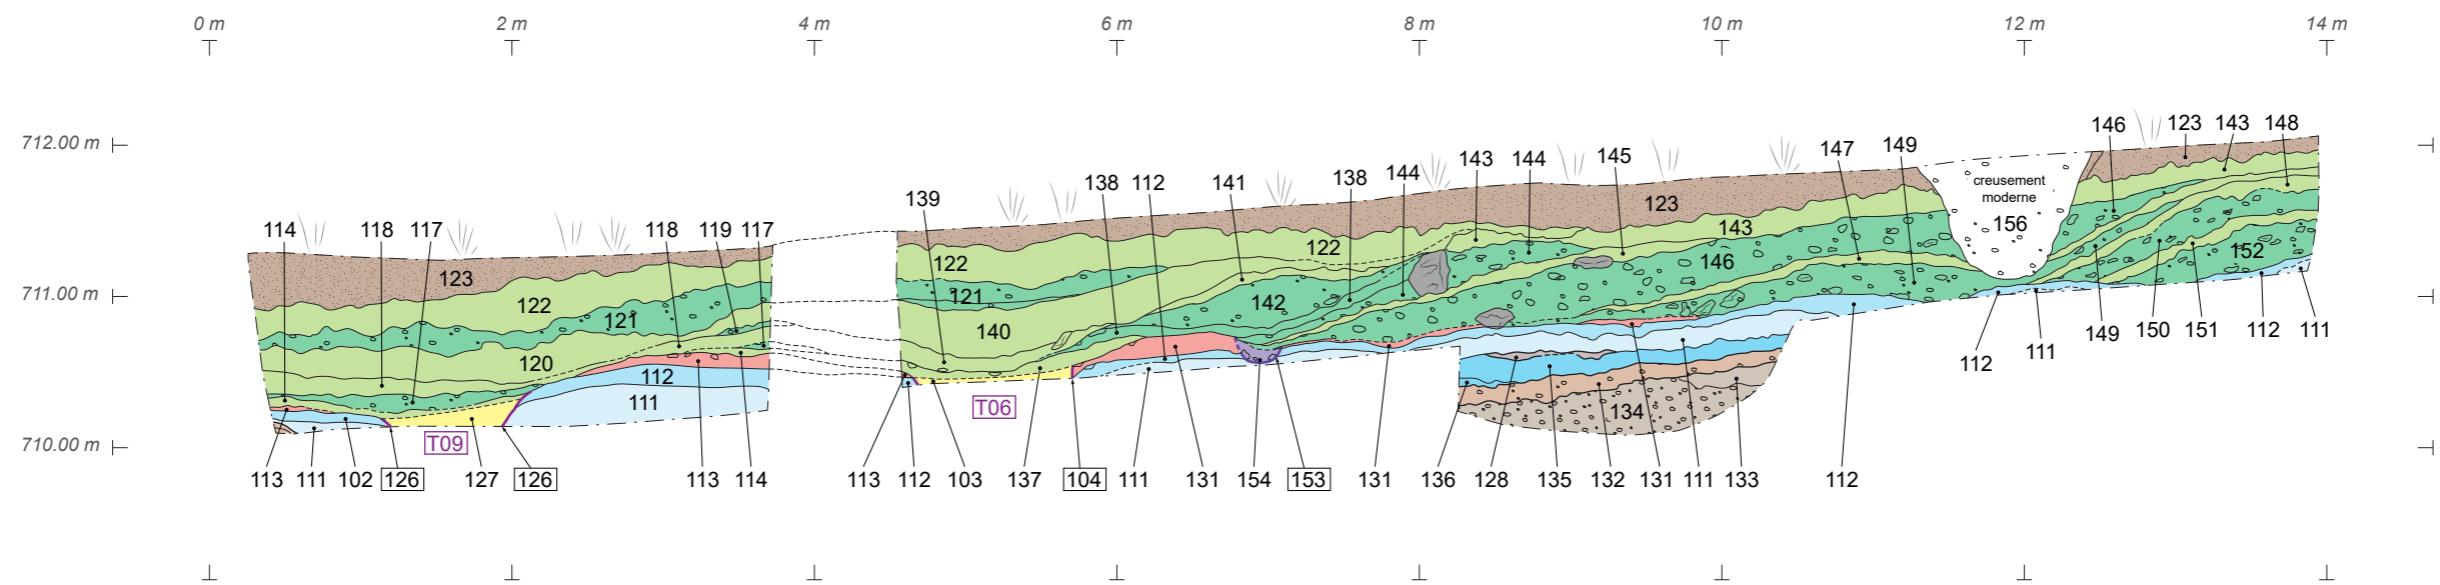 0 m 2 m 4 m 6 m 8 m 10 m 12 m 14 m
712.00 m
711.00 m
710.00 m
114 118 117 118 119 117
139 138 112 141 138 144 143 144 145 147 149
146 123 143 148
creusement
moderne
156
123 122 121 120 112 111
122 121 140 142 122 123 143 146 152
134
T09
T06
113 111 102 126 127 126 113 114
113 112 103 137 104 111 131 154 153 131 136 128 135 132 131 111 133 112
112 111 149 150 151 112 111